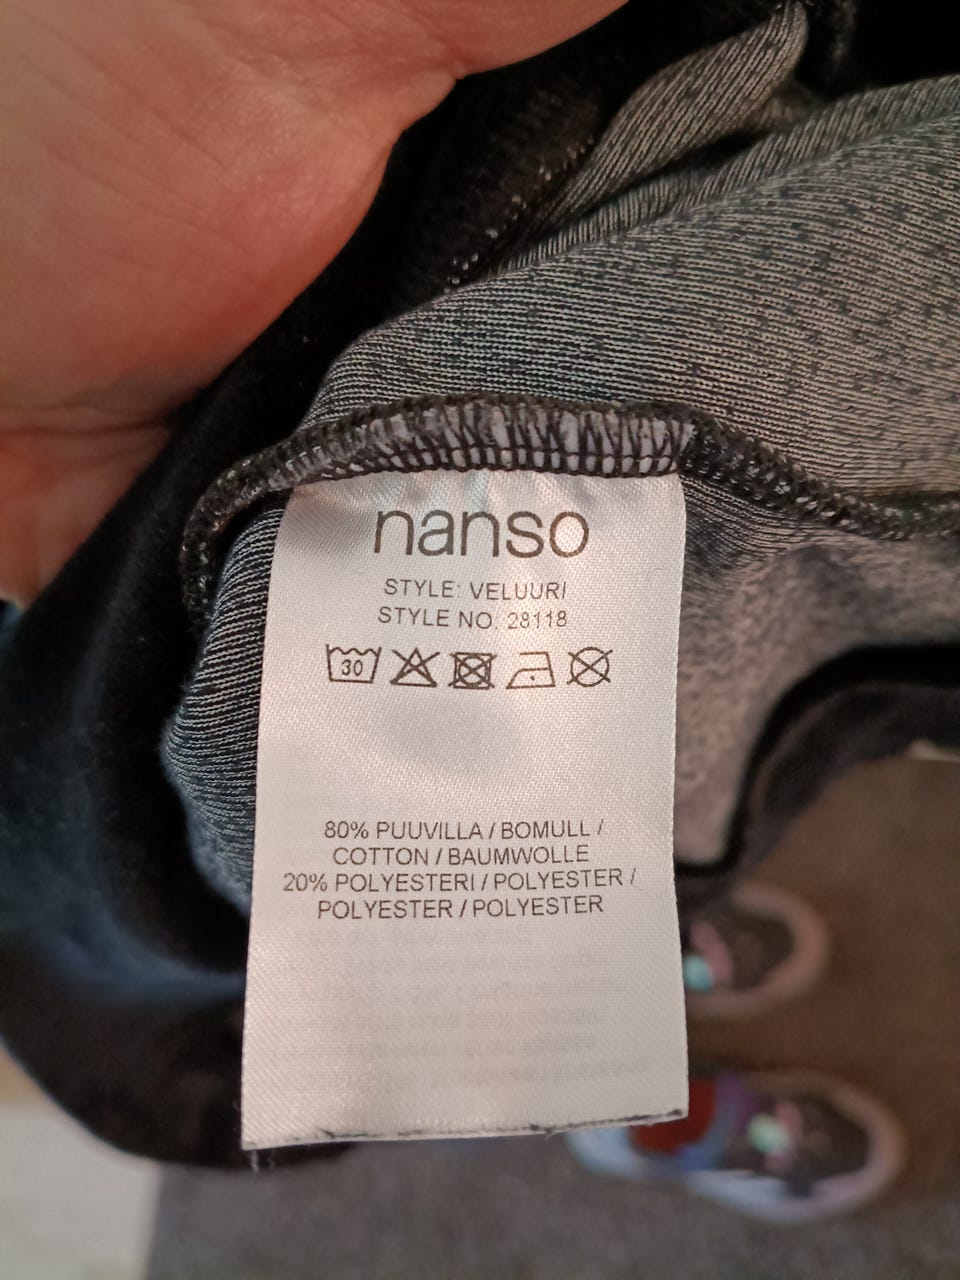 nanso
STYLE: VELUURI
STYLE NO. 28118
30
80% PUUVILLA / BOMULL /
COTTON / BAUMWOLLE
20% POLYESTERI / POLYESTER /
POLYESTER / POLYESTER